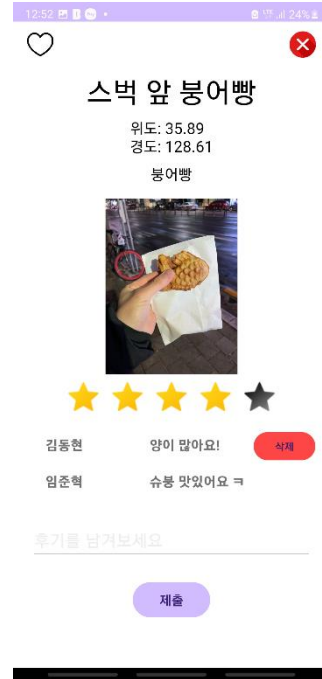 12:52
24%
스벅 앞 붕어빵
위도: 35.89
경도: 128.61
붕어빵
김동현 양이 많아요! 삭제
임준혁 슈붕 맛있어요 ㅋ
후기를 남겨보세요
제출